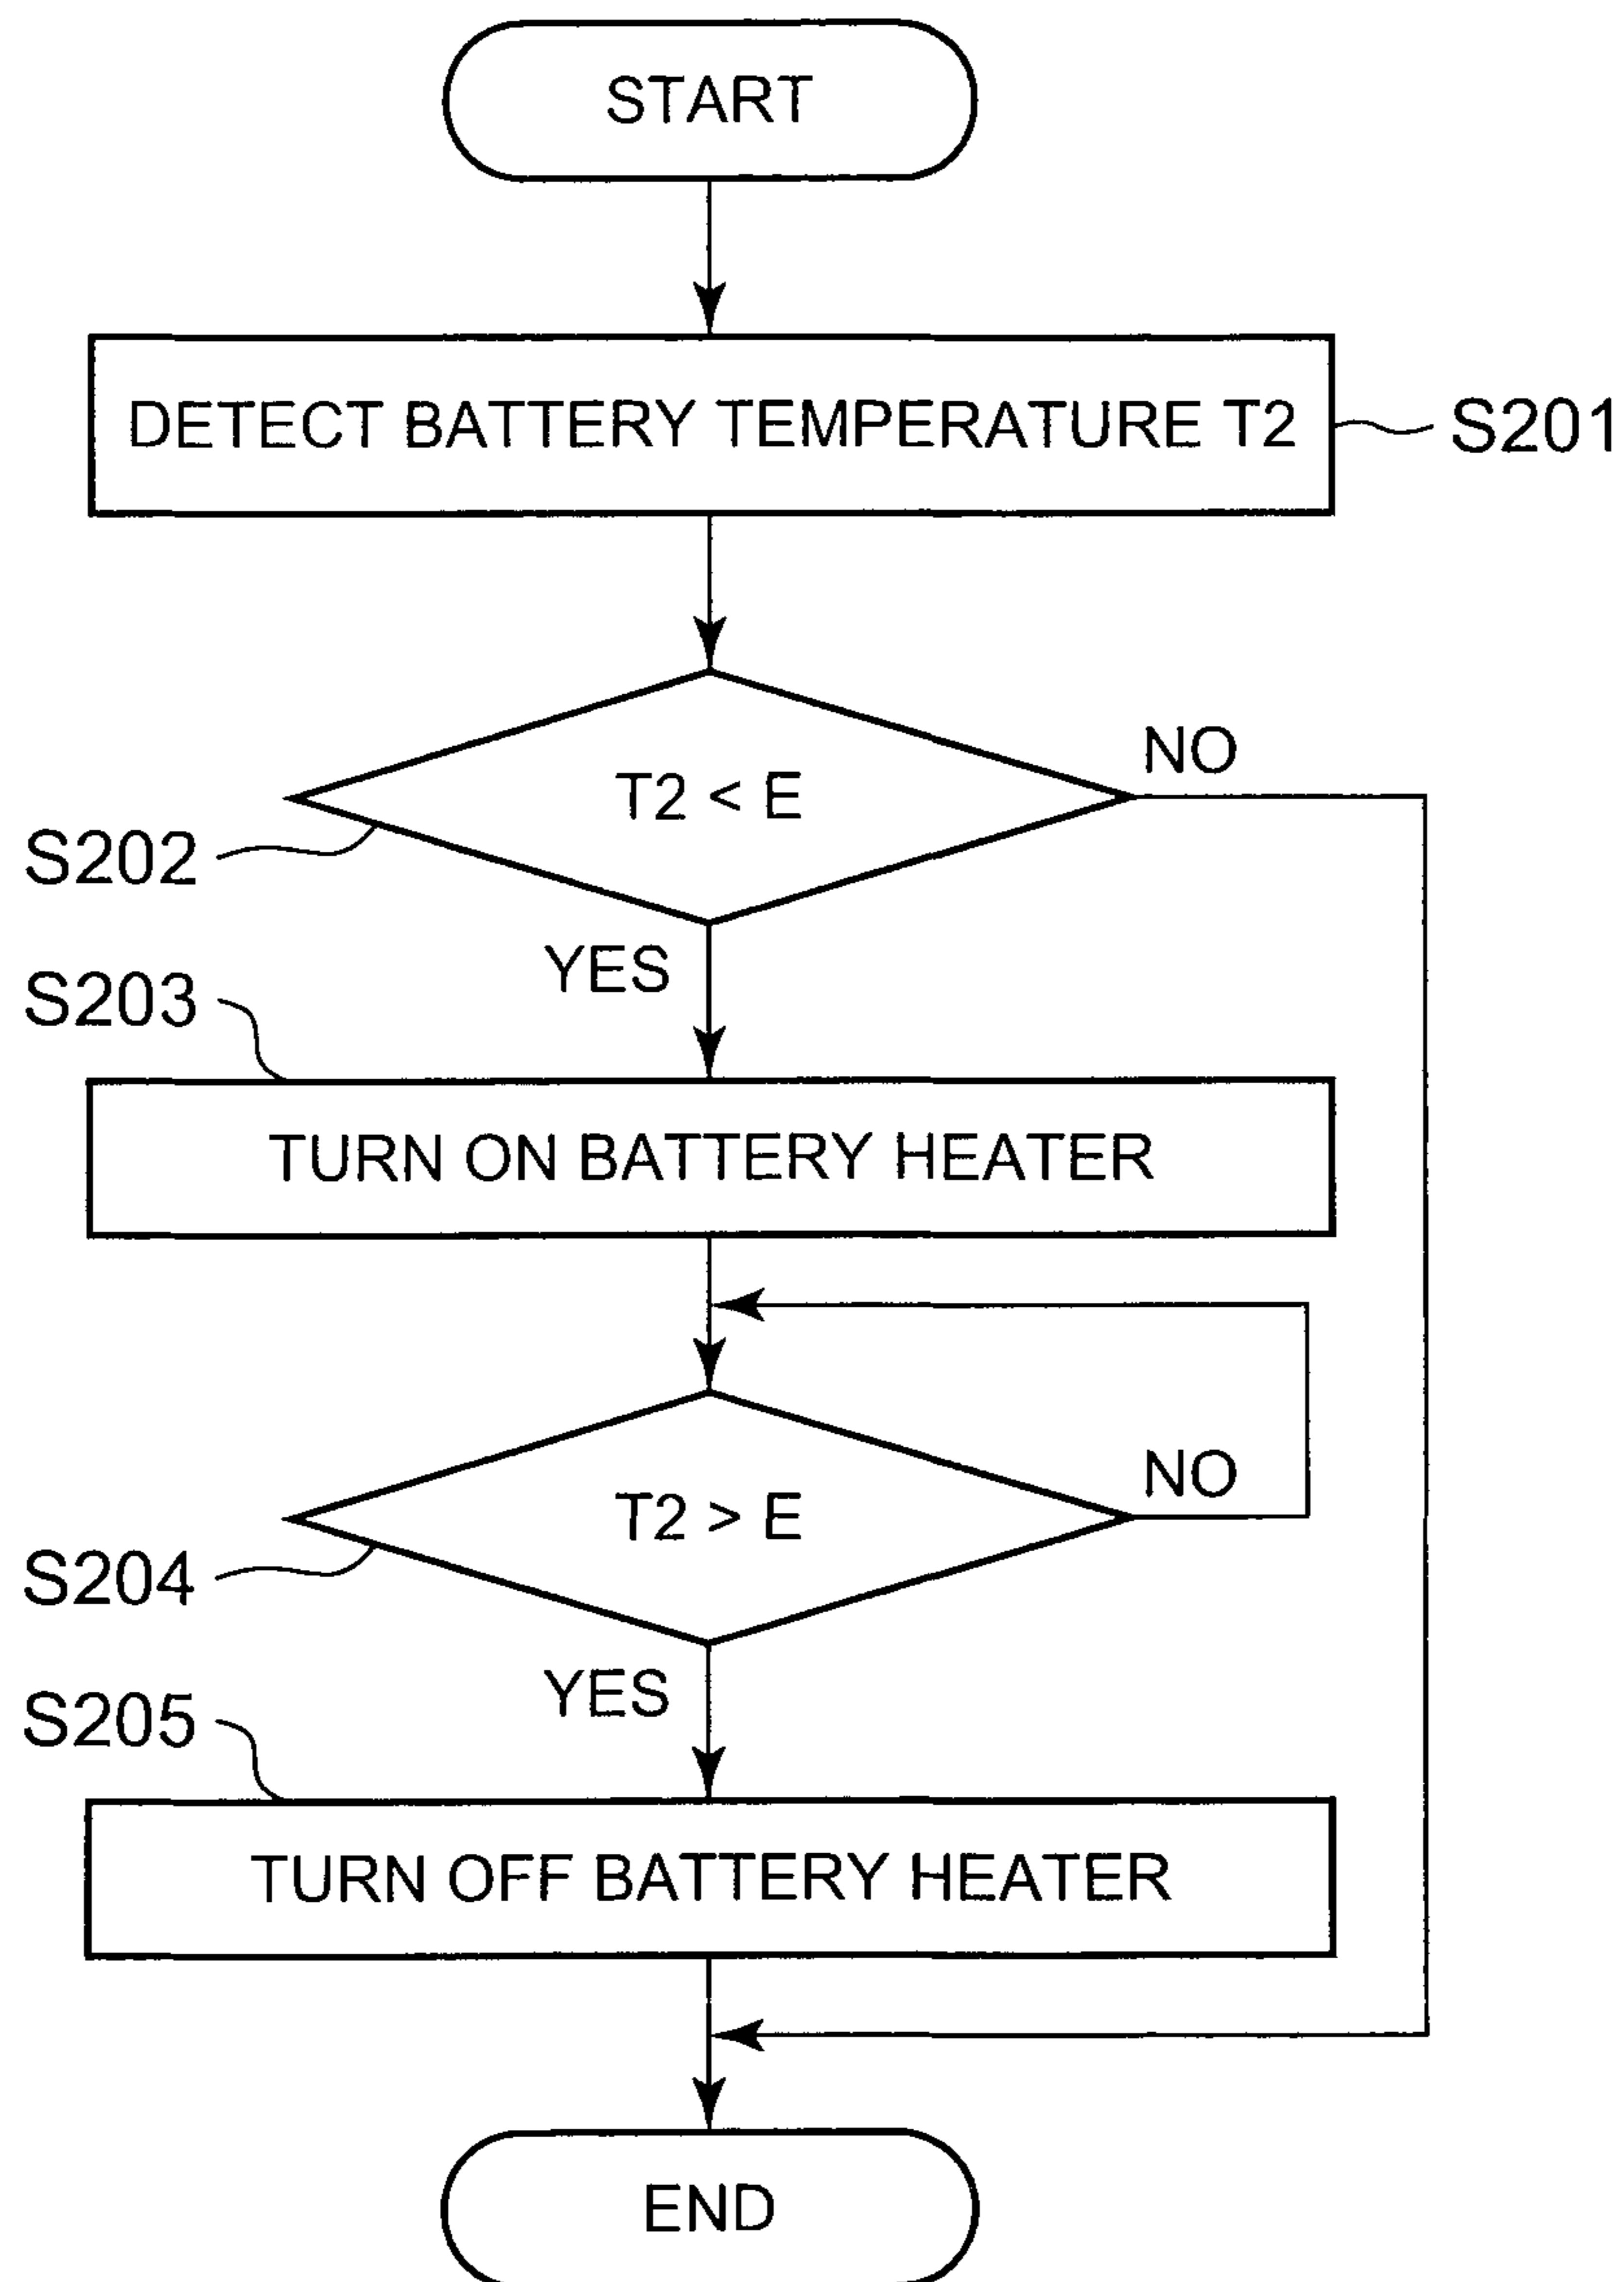 START
DETECT BATTERY TEMPERATURE T2
S201
T2 < E
NO
S202
YES
S203
TURN ON BATTERY HEATER
T2 > E
NO
S204
YES
S205
TURN OFF BATTERY HEATER
END